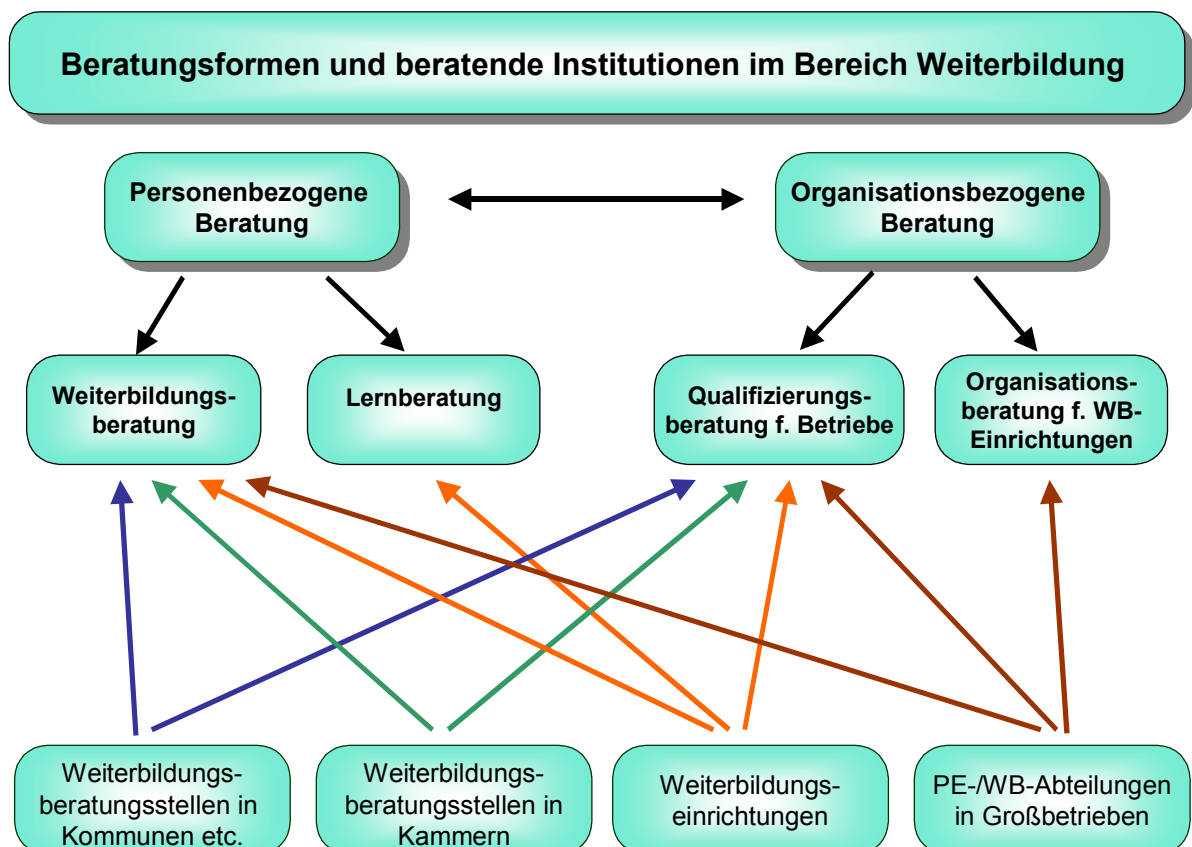 Beratungsformen und beratende Institutionen im Bereich Weiterbildung
Personenbezogene
Beratung
Organisationsbezogene
Beratung
Weiterbildungs-
beratung
Lernberatung
Qualifizierungs-
beratung f. Betriebe
Organisations-
beratung f. WB-
Einrichtungen
Weiterbildungs-
beratungsstellen in
Kommunen etc.
Weiterbildungs-
beratungsstellen in
Kammern
Weiterbildungs-
einrichtungen
PE-/WB-Abteilungen
in Großbetrieben